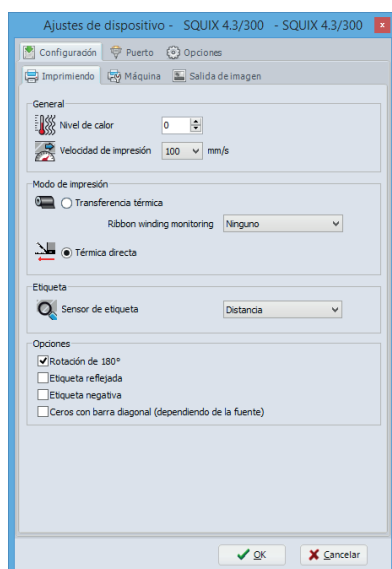 Ajustes de dispositivo - SQUIX 4.3/300 - SQUIX 4.3/300 x
Configuración Puerto Opciones
Imprimiendo Máquina Salida de imagen
General
Nivel de calor 0
Velocidad de impresión 100 mm/s
Modo de impresión
Transferencia térmica
Ribbon winding monitoring Ninguno
Térmica directa
Etiqueta
Sensor de etiqueta Distancia
Opciones
Rotación de 180°
Etiqueta reflejada
Etiqueta negativa
Ceros con barra diagonal (dependiendo de la fuente)
OK Cancelar